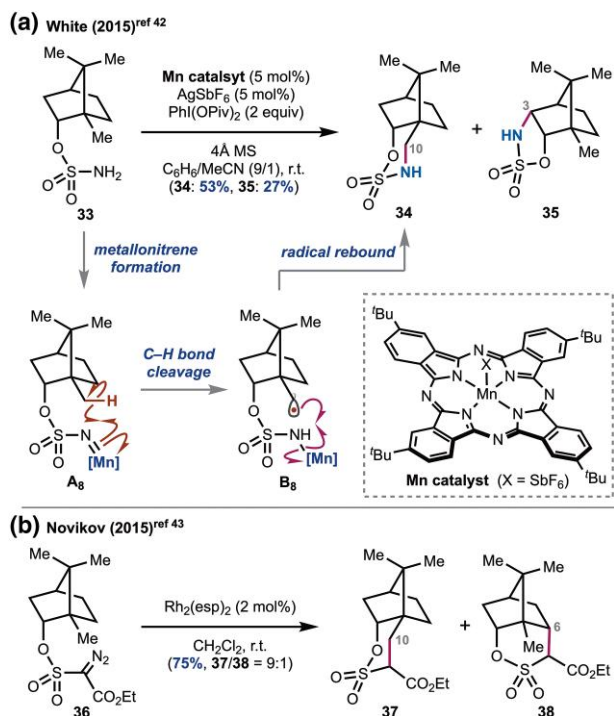 (a) White (2015)ref 42
Me Me
Me
O
S NH2
O O
33
Mn catalsyt (5 mol%)
AgSbF6 (5 mol%)
PhI(OPiv)2 (2 equiv)
4Å MS
C6H6/MeCN (9/1), r.t.
(34: 53%, 35: 27%)
Me Me
10
O
S NH
O O
34
+
Me Me
3
HN
O S O
O Me
35
metallonitrene
formation
radical rebound
Me Me
H
O
S N
O O [Mn]
A8
C–H bond
cleavage
Me Me
O
S NH
O O [Mn]
B8
tBu tBu
N X N
N N
Mn
N N
N N
tBu tBu
Mn catalyst (X = SbF6)
(b) Novikov (2015)ref 43
Me Me
Me
O N2
S
O O CO2Et
36
Rh2(esp)2 (2 mol%)
CH2Cl2, r.t.
(75%, 37/38 = 9:1)
Me Me
10
O
S
O O CO2Et
37
+
Me Me
6
Me
O S CO2Et
O O
38